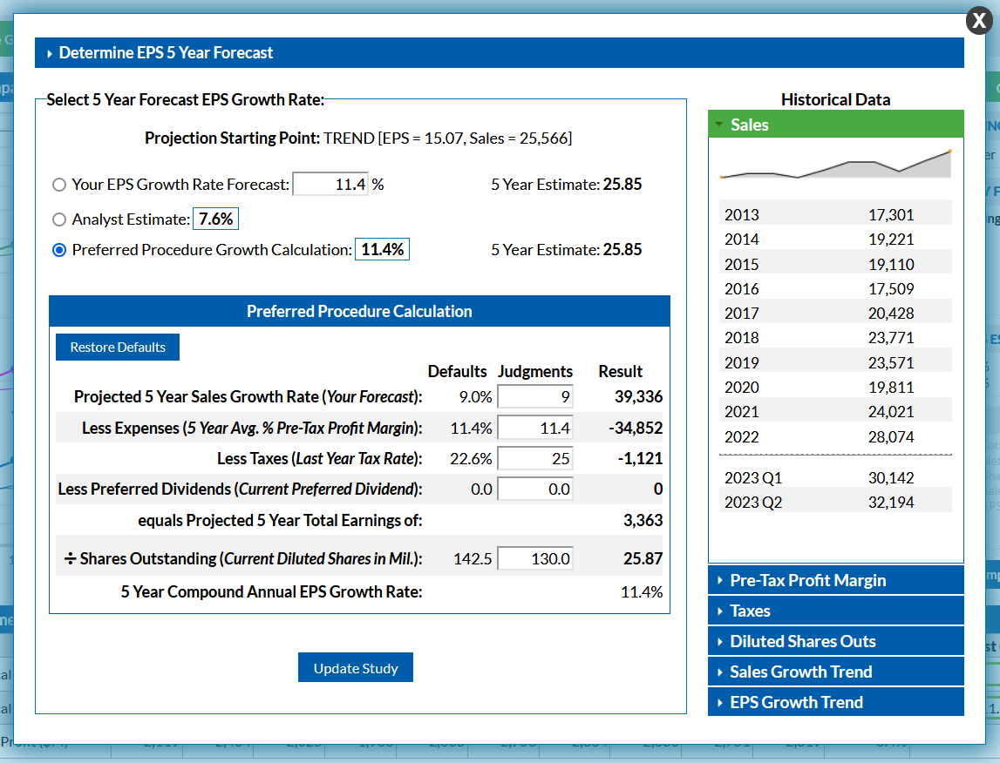 X
Determine EPS 5 Year Forecast
Select 5 Year Forecast EPS Growth Rate:
Projection Starting Point: TREND [EPS = 15.07, Sales = 25,566]
Your EPS Growth Rate Forecast: 11.4 % 5 Year Estimate: 25.85
Analyst Estimate: 7.6%
Preferred Procedure Growth Calculation: 11.4% 5 Year Estimate: 25.85
Preferred Procedure Calculation
Restore Defaults
Defaults Judgments Result
Projected 5 Year Sales Growth Rate (Your Forecast): 9.0% 9 39,336
Less Expenses (5 Year Avg. % Pre-Tax Profit Margin): 11.4% 11.4 -34,852
Less Taxes (Last Year Tax Rate): 22.6% 25 -1,121
Less Preferred Dividends (Current Preferred Dividend): 0.0 0.0 0
equals Projected 5 Year Total Earnings of: 3,363
÷ Shares Outstanding (Current Diluted Shares in Mil.): 142.5 130.0 25.87
5 Year Compound Annual EPS Growth Rate: 11.4%
Update Study
Historical Data
Sales
2013 17,301
2014 19,221
2015 19,110
2016 17,509
2017 20,428
2018 23,771
2019 23,571
2020 19,811
2021 24,021
2022 28,074
2023 Q1 30,142
2023 Q2 32,194
Pre-Tax Profit Margin
Taxes
Diluted Shares Outs
Sales Growth Trend
EPS Growth Trend